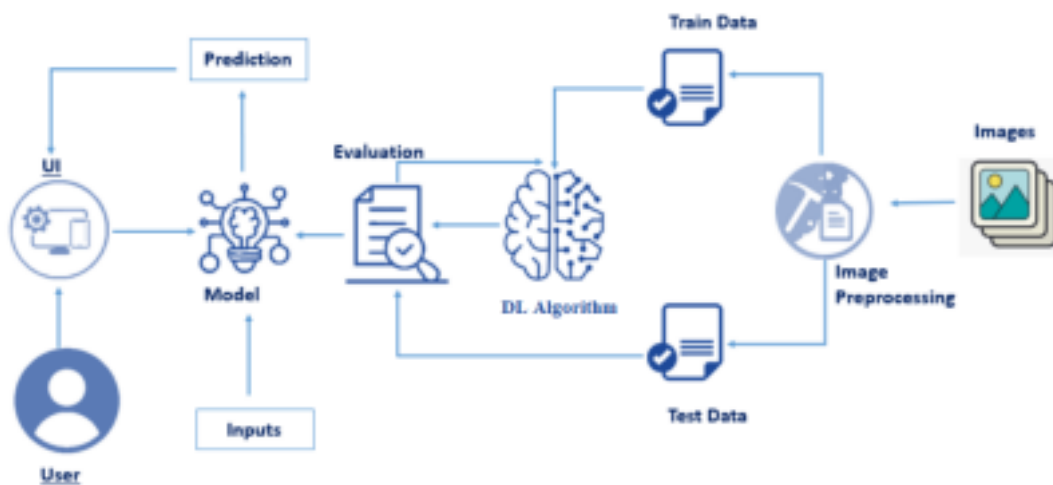 Train Data
Prediction
Images
Evaluation
UI
Image
Preprocessing
Model
DL Algorithm
Inputs
Test Data
User